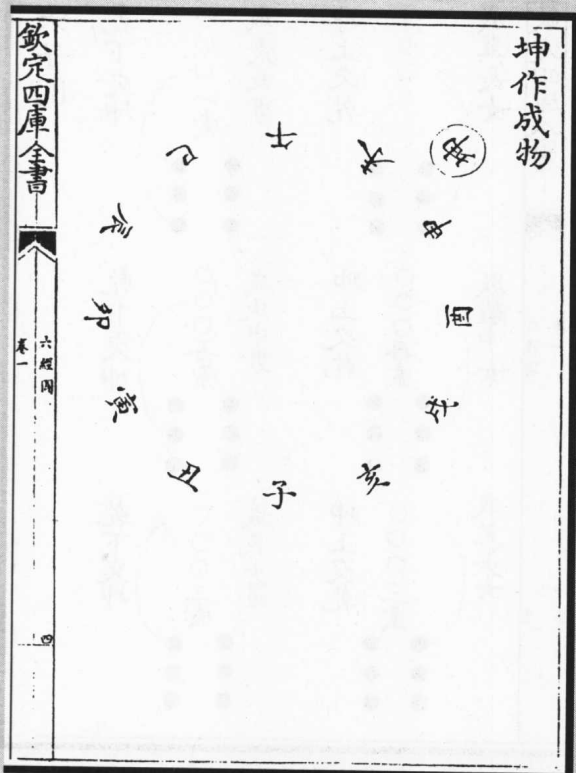 坤作成物
午
未
坤
申
酉
戌
亥
子
丑
寅
卯
辰
巳
欽定四庫全書
六經圖
卷一
四